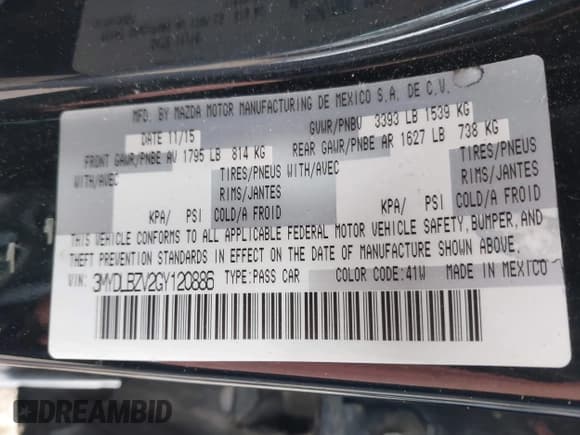 MFD. BY MAZDA MOTOR MANUFACTURING DE MEXICO S.A. DE C.V.
DATE 11/15 GVWR/PNBV 3393 LB 1539 KG
FRONT GAWR/PNBE AV 1795 LB 814 KG REAR GAWR/PNBE AR 1627 LB 738 KG
WITH/AVEC TIRES/PNEUS WITH/AVEC TIRES/PNEUS
RIMS/JANTES RIMS/JANTES
KPA/ PSI COLD/A FROID KPA/ PSI COLD/A FROID
THIS VEHICLE CONFORMS TO ALL APPLICABLE FEDERAL MOTOR VEHICLE SAFETY, BUMPER, AND
THEFT PREVENTION STANDARDS IN EFFECT ON THE DATE OF MANUFACTURE SHOWN ABOVE.
VIN: 3MYDLBZV2GY120886 TYPE:PASS CAR COLOR CODE:41W MADE IN MEXICO
DREAMBID